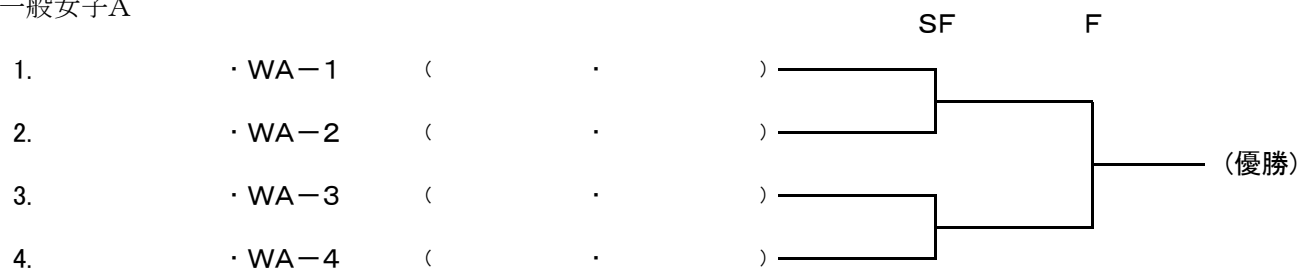 一般女子A
SF F
1. ・WA－1 ( ・ )
2. ・WA－2 ( ・ )
(優勝)
3. ・WA－3 ( ・ )
4. ・WA－4 ( ・ )